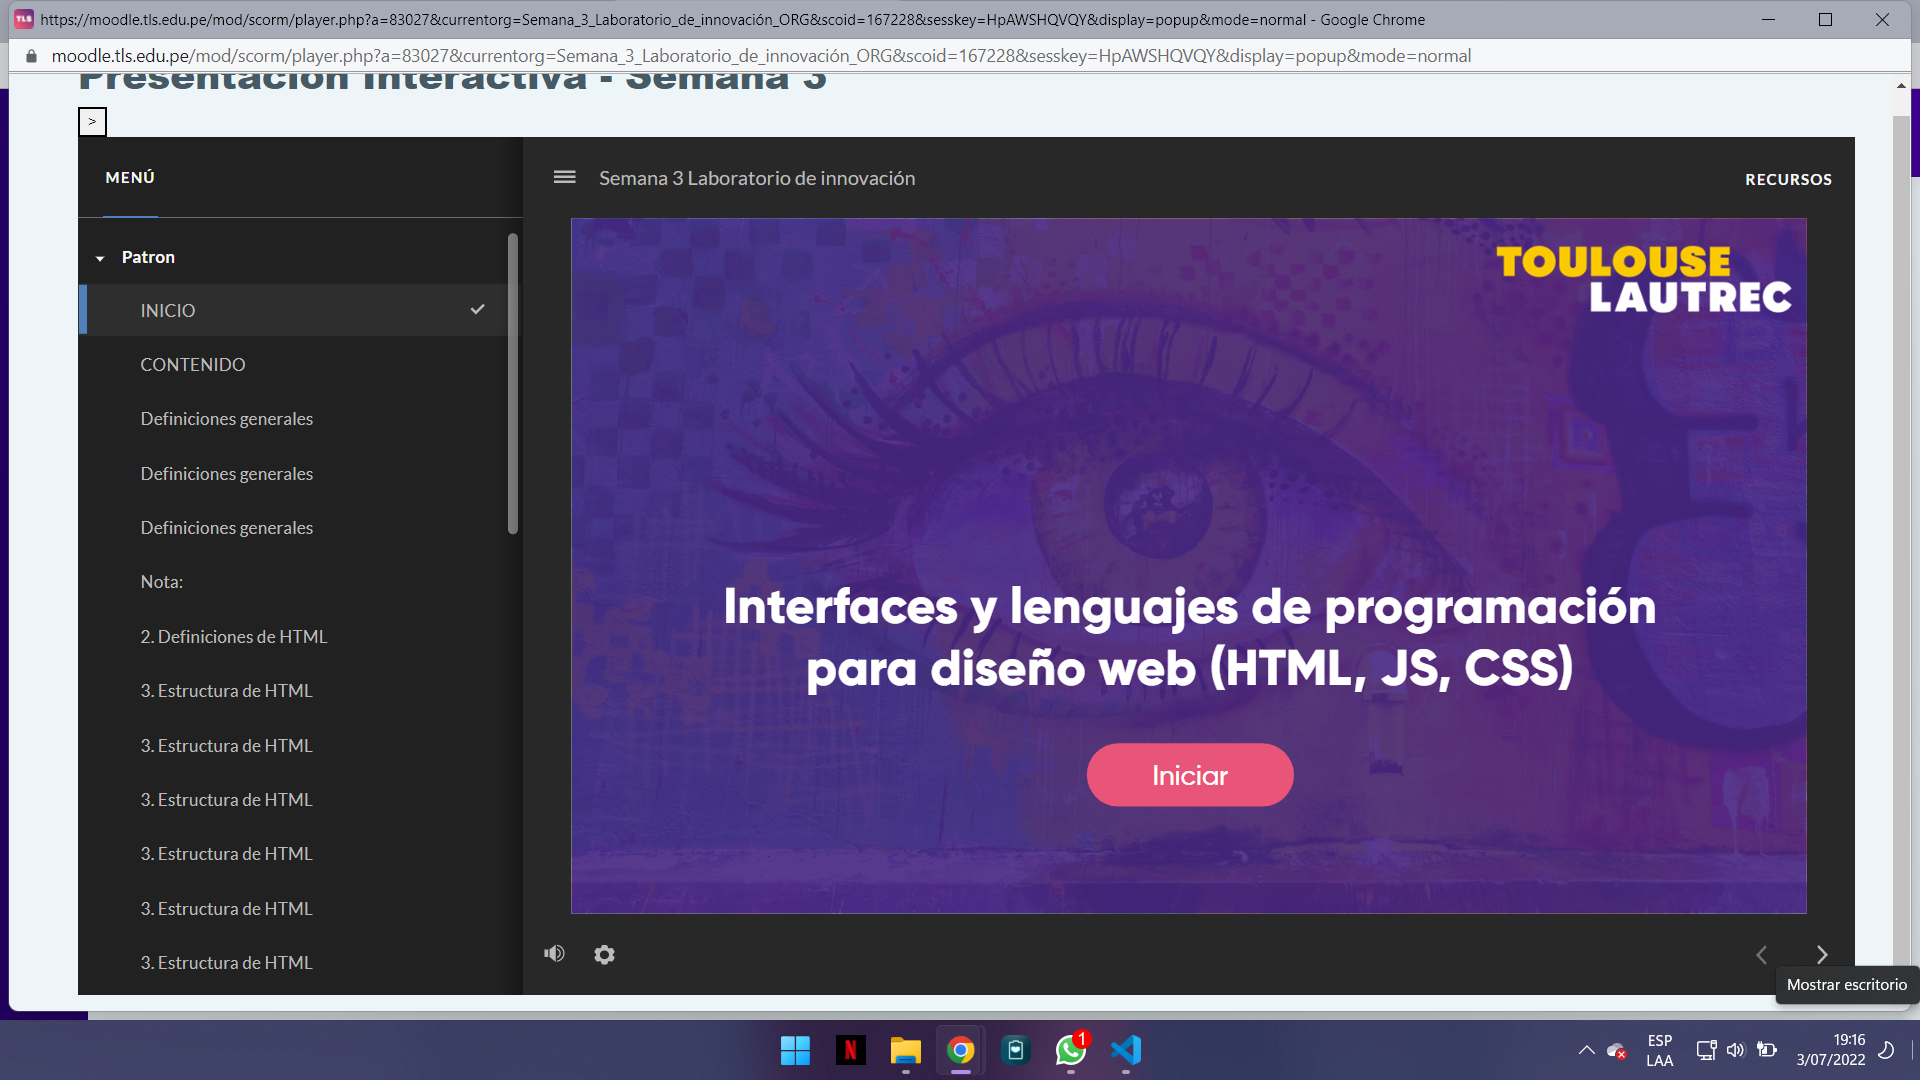 https://moodle.tls.edu.pe/mod/scorm/player.php?a=83027&currentorg=Semana_3_Laboratorio_de_innovación_ORG&scoid=167228&sesskey=HpAWSHQVQY&display=popup&mode=normal - Google Chrome
moodle.tls.edu.pe/mod/scorm/player.php?a=83027&currentorg=Semana_3_Laboratorio_de_innovación_ORG&scoid=167228&sesskey=HpAWSHQVQY&display=popup&mode=normal
Presentación Interactiva - Semana 3
>
MENÚ
Semana 3 Laboratorio de innovación
RECURSOS
Patron
INICIO
CONTENIDO
Definiciones generales
Definiciones generales
Definiciones generales
Nota:
2. Definiciones de HTML
3. Estructura de HTML
3. Estructura de HTML
3. Estructura de HTML
3. Estructura de HTML
3. Estructura de HTML
3. Estructura de HTML
TOULOUSE
LAUTREC
Interfaces y lenguajes de programación
para diseño web (HTML, JS, CSS)
Iniciar
Mostrar escritorio
TLS
N
1
ESP
LAA
19:16
3/07/2022